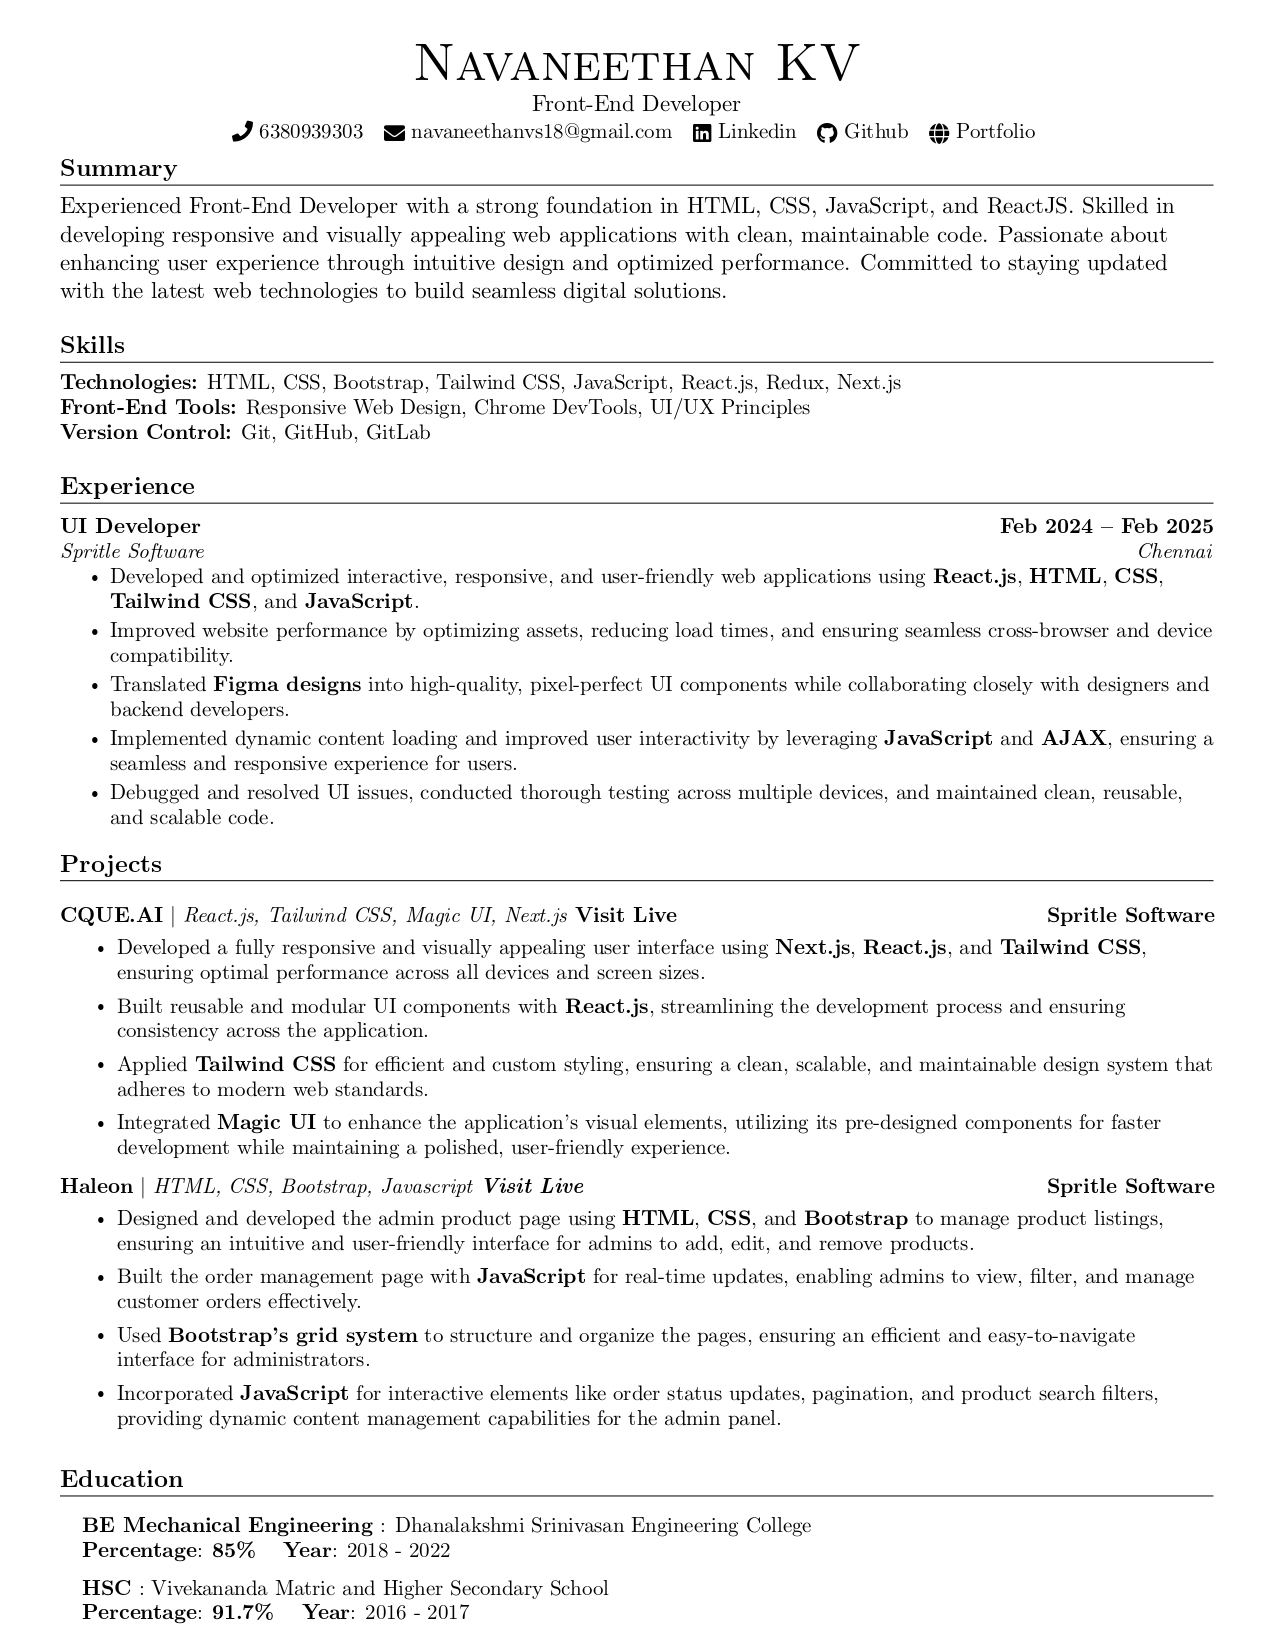 Navaneethan KV
Front-End Developer
6380939303 navaneethanvs18@gmail.com Linkedin Github Portfolio
Summary
Experienced Front-End Developer with a strong foundation in HTML, CSS, JavaScript, and ReactJS. Skilled in
developing responsive and visually appealing web applications with clean, maintainable code. Passionate about
enhancing user experience through intuitive design and optimized performance. Committed to staying updated
with the latest web technologies to build seamless digital solutions.
Skills
Technologies: HTML, CSS, Bootstrap, Tailwind CSS, JavaScript, React.js, Redux, Next.js
Front-End Tools: Responsive Web Design, Chrome DevTools, UI/UX Principles
Version Control: Git, GitHub, GitLab
Experience
UI Developer Feb 2024 – Feb 2025
Spritle Software Chennai
• Developed and optimized interactive, responsive, and user-friendly web applications using React.js, HTML, CSS,
Tailwind CSS, and JavaScript.
• Improved website performance by optimizing assets, reducing load times, and ensuring seamless cross-browser and device
compatibility.
• Translated Figma designs into high-quality, pixel-perfect UI components while collaborating closely with designers and
backend developers.
• Implemented dynamic content loading and improved user interactivity by leveraging JavaScript and AJAX, ensuring a
seamless and responsive experience for users.
• Debugged and resolved UI issues, conducted thorough testing across multiple devices, and maintained clean, reusable,
and scalable code.
Projects
CQUE.AI | React.js, Tailwind CSS, Magic UI, Next.js Visit Live Spritle Software
• Developed a fully responsive and visually appealing user interface using Next.js, React.js, and Tailwind CSS,
ensuring optimal performance across all devices and screen sizes.
• Built reusable and modular UI components with React.js, streamlining the development process and ensuring
consistency across the application.
• Applied Tailwind CSS for efficient and custom styling, ensuring a clean, scalable, and maintainable design system that
adheres to modern web standards.
• Integrated Magic UI to enhance the application's visual elements, utilizing its pre-designed components for faster
development while maintaining a polished, user-friendly experience.
Haleon | HTML, CSS, Bootstrap, Javascript Visit Live Spritle Software
• Designed and developed the admin product page using HTML, CSS, and Bootstrap to manage product listings,
ensuring an intuitive and user-friendly interface for admins to add, edit, and remove products.
• Built the order management page with JavaScript for real-time updates, enabling admins to view, filter, and manage
customer orders effectively.
• Used Bootstrap's grid system to structure and organize the pages, ensuring an efficient and easy-to-navigate
interface for administrators.
• Incorporated JavaScript for interactive elements like order status updates, pagination, and product search filters,
providing dynamic content management capabilities for the admin panel.
Education
BE Mechanical Engineering : Dhanalakshmi Srinivasan Engineering College
Percentage: 85% Year: 2018 - 2022
HSC : Vivekananda Matric and Higher Secondary School
Percentage: 91.7% Year: 2016 - 2017